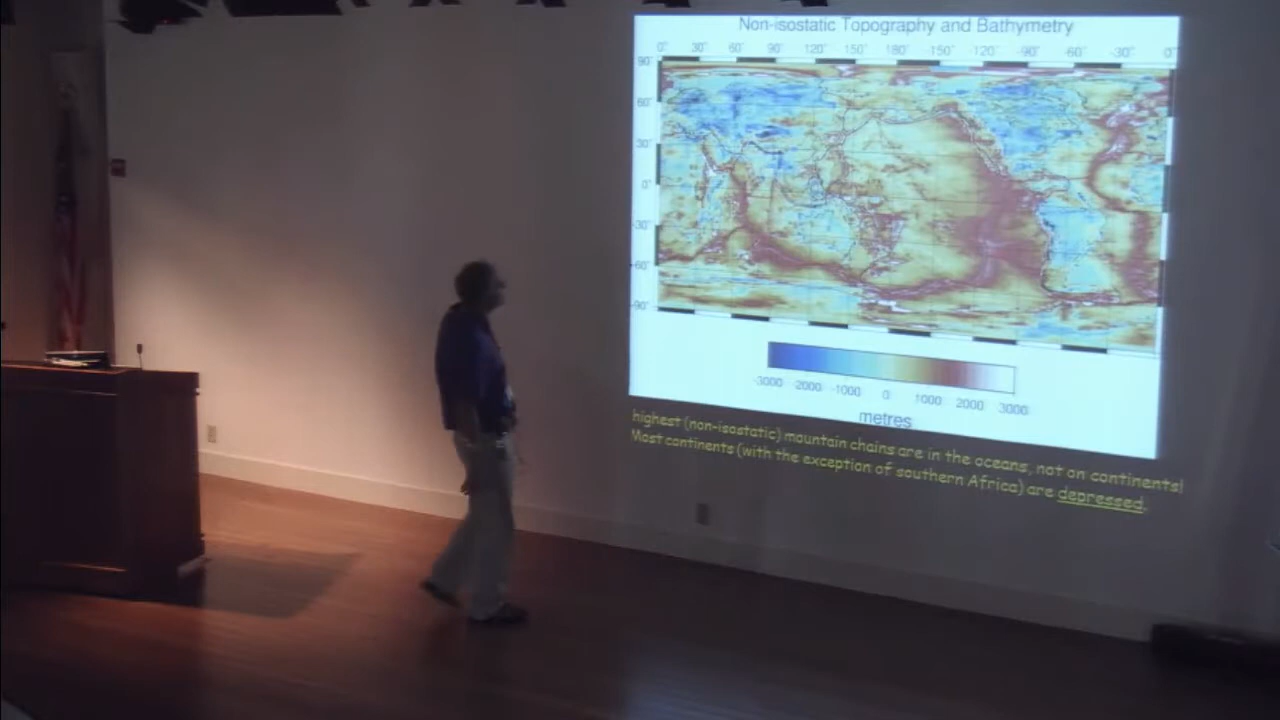 Non-isostatic Topography and Bathymetry
0° 30° 60° 90° 120° 150° 180° -150° -120° -90° -60° -30° 0°
90°
60°
30°
0°
-30°
-60°
-90°
-3000 -2000 -1000 0 1000 2000 3000
metres
highest (non-isostatic) mountain chains are in the oceans, not on continents!
Most continents (with the exception of southern Africa) are depressed.